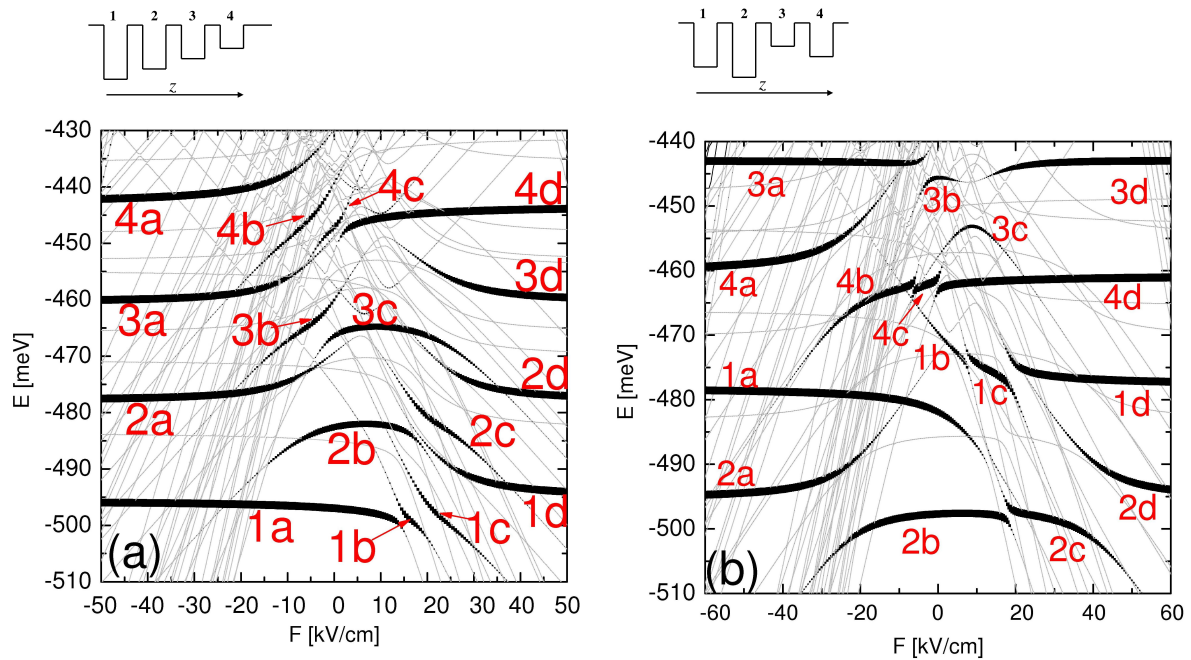 1 2 3 4
z
-430
-440
-450
-460
-470
-480
-490
-500
-510
E [meV]
-50 -40 -30 -20 -10 0 10 20 30 40 50
F [kV/cm]
4a
4b
4c
4d
3a
3b
3c
3d
2a
2b
2c
2d
1a
1b
1c
1d
(a)
1 2 3 4
z
-440
-450
-460
-470
-480
-490
-500
-510
E [meV]
-60 -40 -20 0 20 40 60
F [kV/cm]
3a
3b
3c
3d
4a
4b
4c
4d
1a
1b
1c
1d
2a
2b
2c
2d
(b)